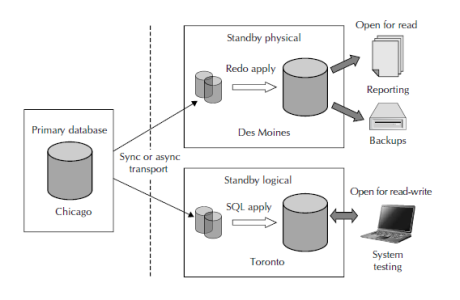 Open for read
Standby physical
Redo apply
Reporting
Des Moines
Backups
Primary database
Sync or async
transport
Chicago
Standby logical
SQL apply
Open for read-write
Toronto
System
testing